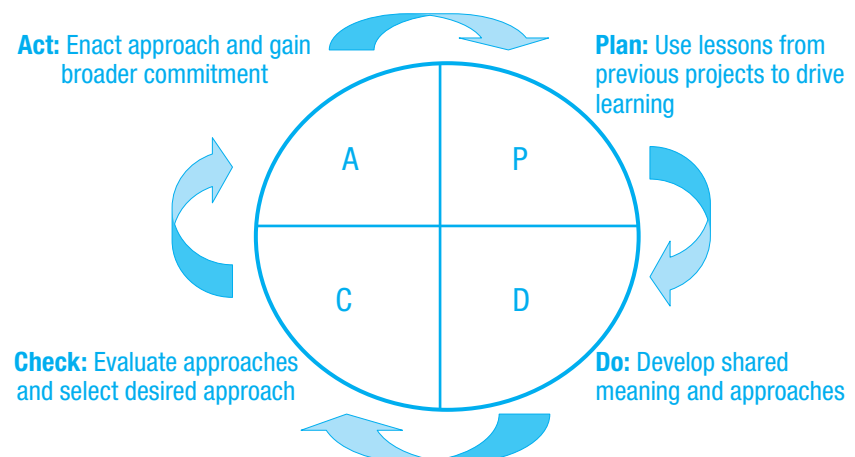 Act: Enact approach and gain
broader commitment
Plan: Use lessons from
previous projects to drive
learning
A
P
C
D
Check: Evaluate approaches
and select desired approach
Do: Develop shared
meaning and approaches